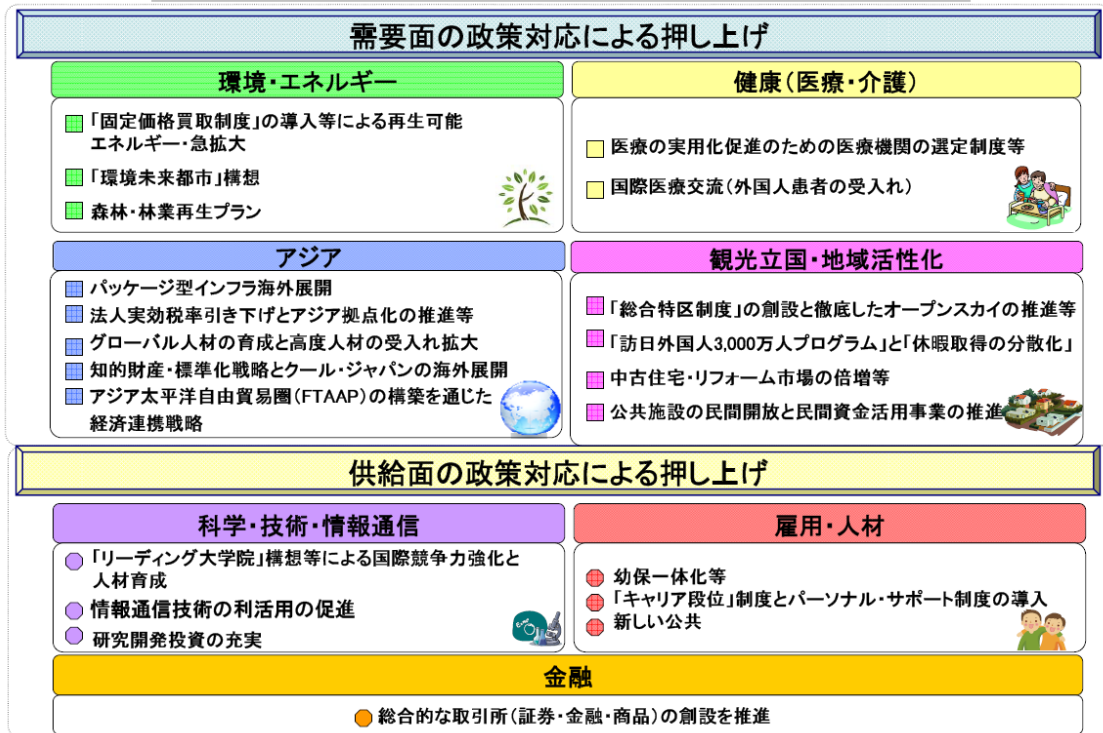 需要面の政策対応による押し上げ
環境・エネルギー
「固定価格買取制度」の導入等による再生可能
エネルギー・急拡大
「環境未来都市」構想
森林・林業再生プラン
健康(医療・介護)
医療の実用化促進のための医療機関の選定制度等
国際医療交流(外国人患者の受入れ)
アジア
パッケージ型インフラ海外展開
法人実効税率引き下げとアジア拠点化の推進等
グローバル人材の育成と高度人材の受入れ拡大
知的財産・標準化戦略とクール・ジャパンの海外展開
アジア太平洋自由貿易圏(FTAAP)の構築を通じた
経済連携戦略
観光立国・地域活性化
「総合特区制度」の創設と徹底したオープンスカイの推進等
「訪日外国人3,000万人プログラム」と「休暇取得の分散化」
中古住宅・リフォーム市場の倍増等
公共施設の民間開放と民間資金活用事業の推進
供給面の政策対応による押し上げ
科学・技術・情報通信
「リーディング大学院」構想等による国際競争力強化と
人材育成
情報通信技術の利活用の促進
研究開発投資の充実
雇用・人材
幼保一体化等
「キャリア段位」制度とパーソナル・サポート制度の導入
新しい公共
金融
総合的な取引所(証券・金融・商品)の創設を推進